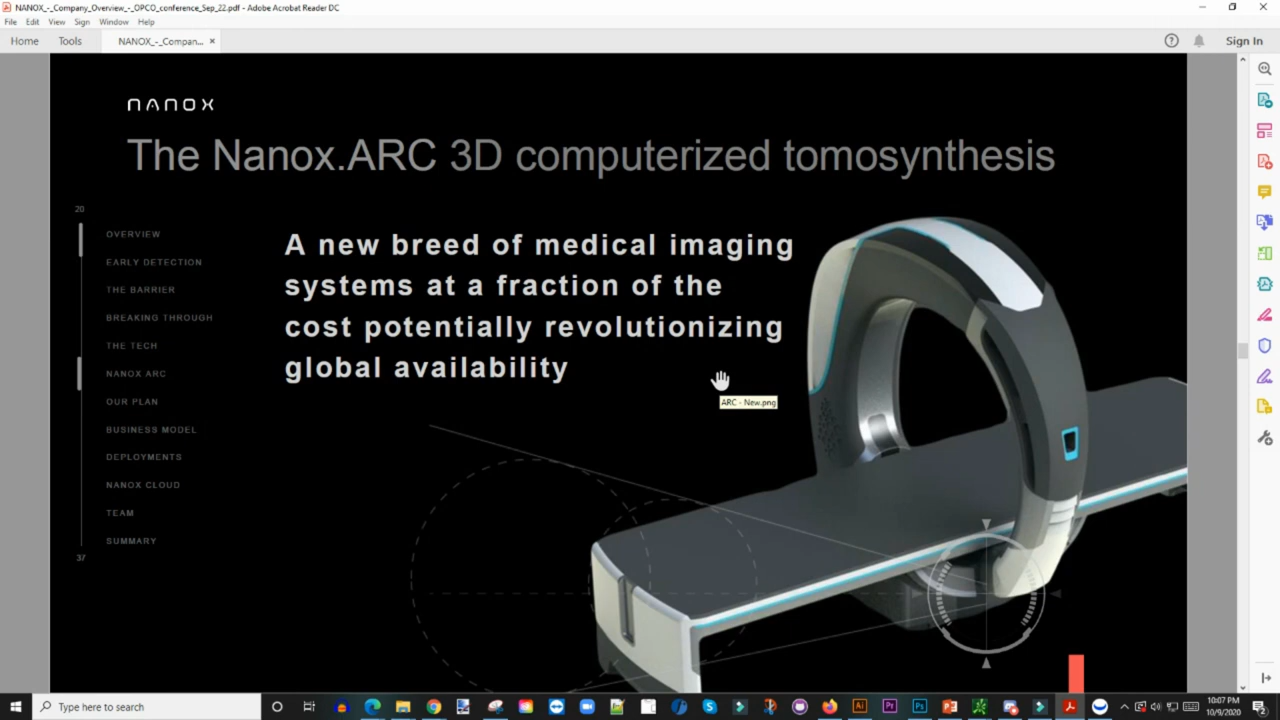 NANOX_-_Company_Overview_-_OPCO_conference_Sep_22.pdf - Adobe Acrobat Reader DC
File Edit View Sign Window Help
Home Tools NANOX_-_Compan... × Sign In
NANOX
The Nanox.ARC 3D computerized tomosynthesis
20
OVERVIEW
EARLY DETECTION
THE BARRIER
BREAKING THROUGH
THE TECH
NANOX ARC
OUR PLAN
BUSINESS MODEL
DEPLOYMENTS
NANOX CLOUD
TEAM
SUMMARY
37
A new breed of medical imaging
systems at a fraction of the
cost potentially revolutionizing
global availability
ARC - New.png
Type here to search
10:07 PM
10/9/2020